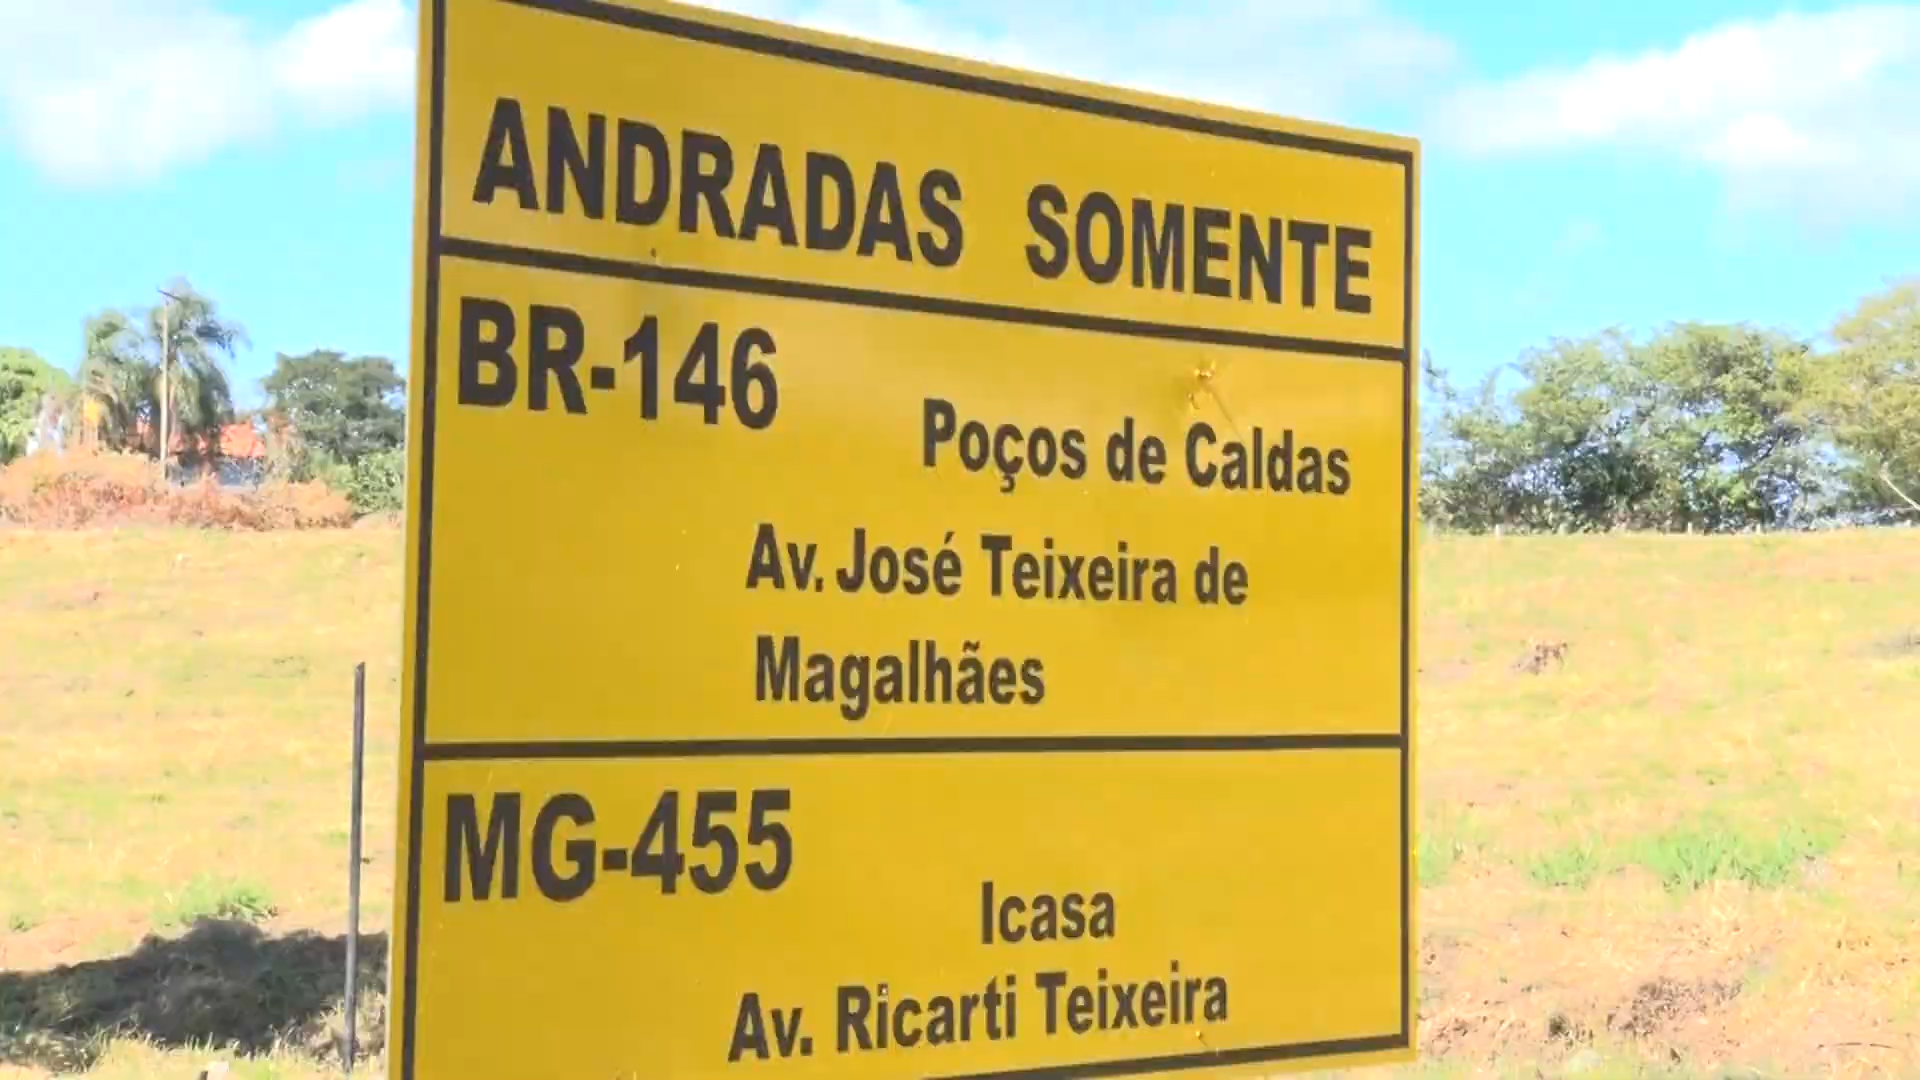 ANDRADAS SOMENTE
BR-146
Poços de Caldas
Av. José Teixeira de
Magalhães
MG-455
Icasa
Av. Ricarti Teixeira